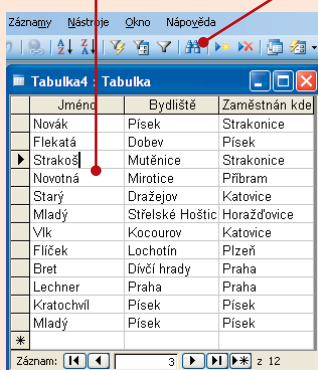 Záznamy Nástroje Okno Nápověda
Tabulka4 : Tabulka
Jméno Bydliště Zaměstnán kde
Novák Písek Strakonice
Flekatá Dobev Písek
Strakoš Mutěnice Strakonice
Novotná Mirotice Příbram
Starý Dražejov Katovice
Mladý Střelské Hoštic Horažďovice
Vlk Kocourov Katovice
Flíček Lochotín Plzeň
Bret Dívčí hrady Praha
Lechner Praha Praha
Kratochvíl Písek Písek
Mladý Písek Písek
Záznam: 3 z 12